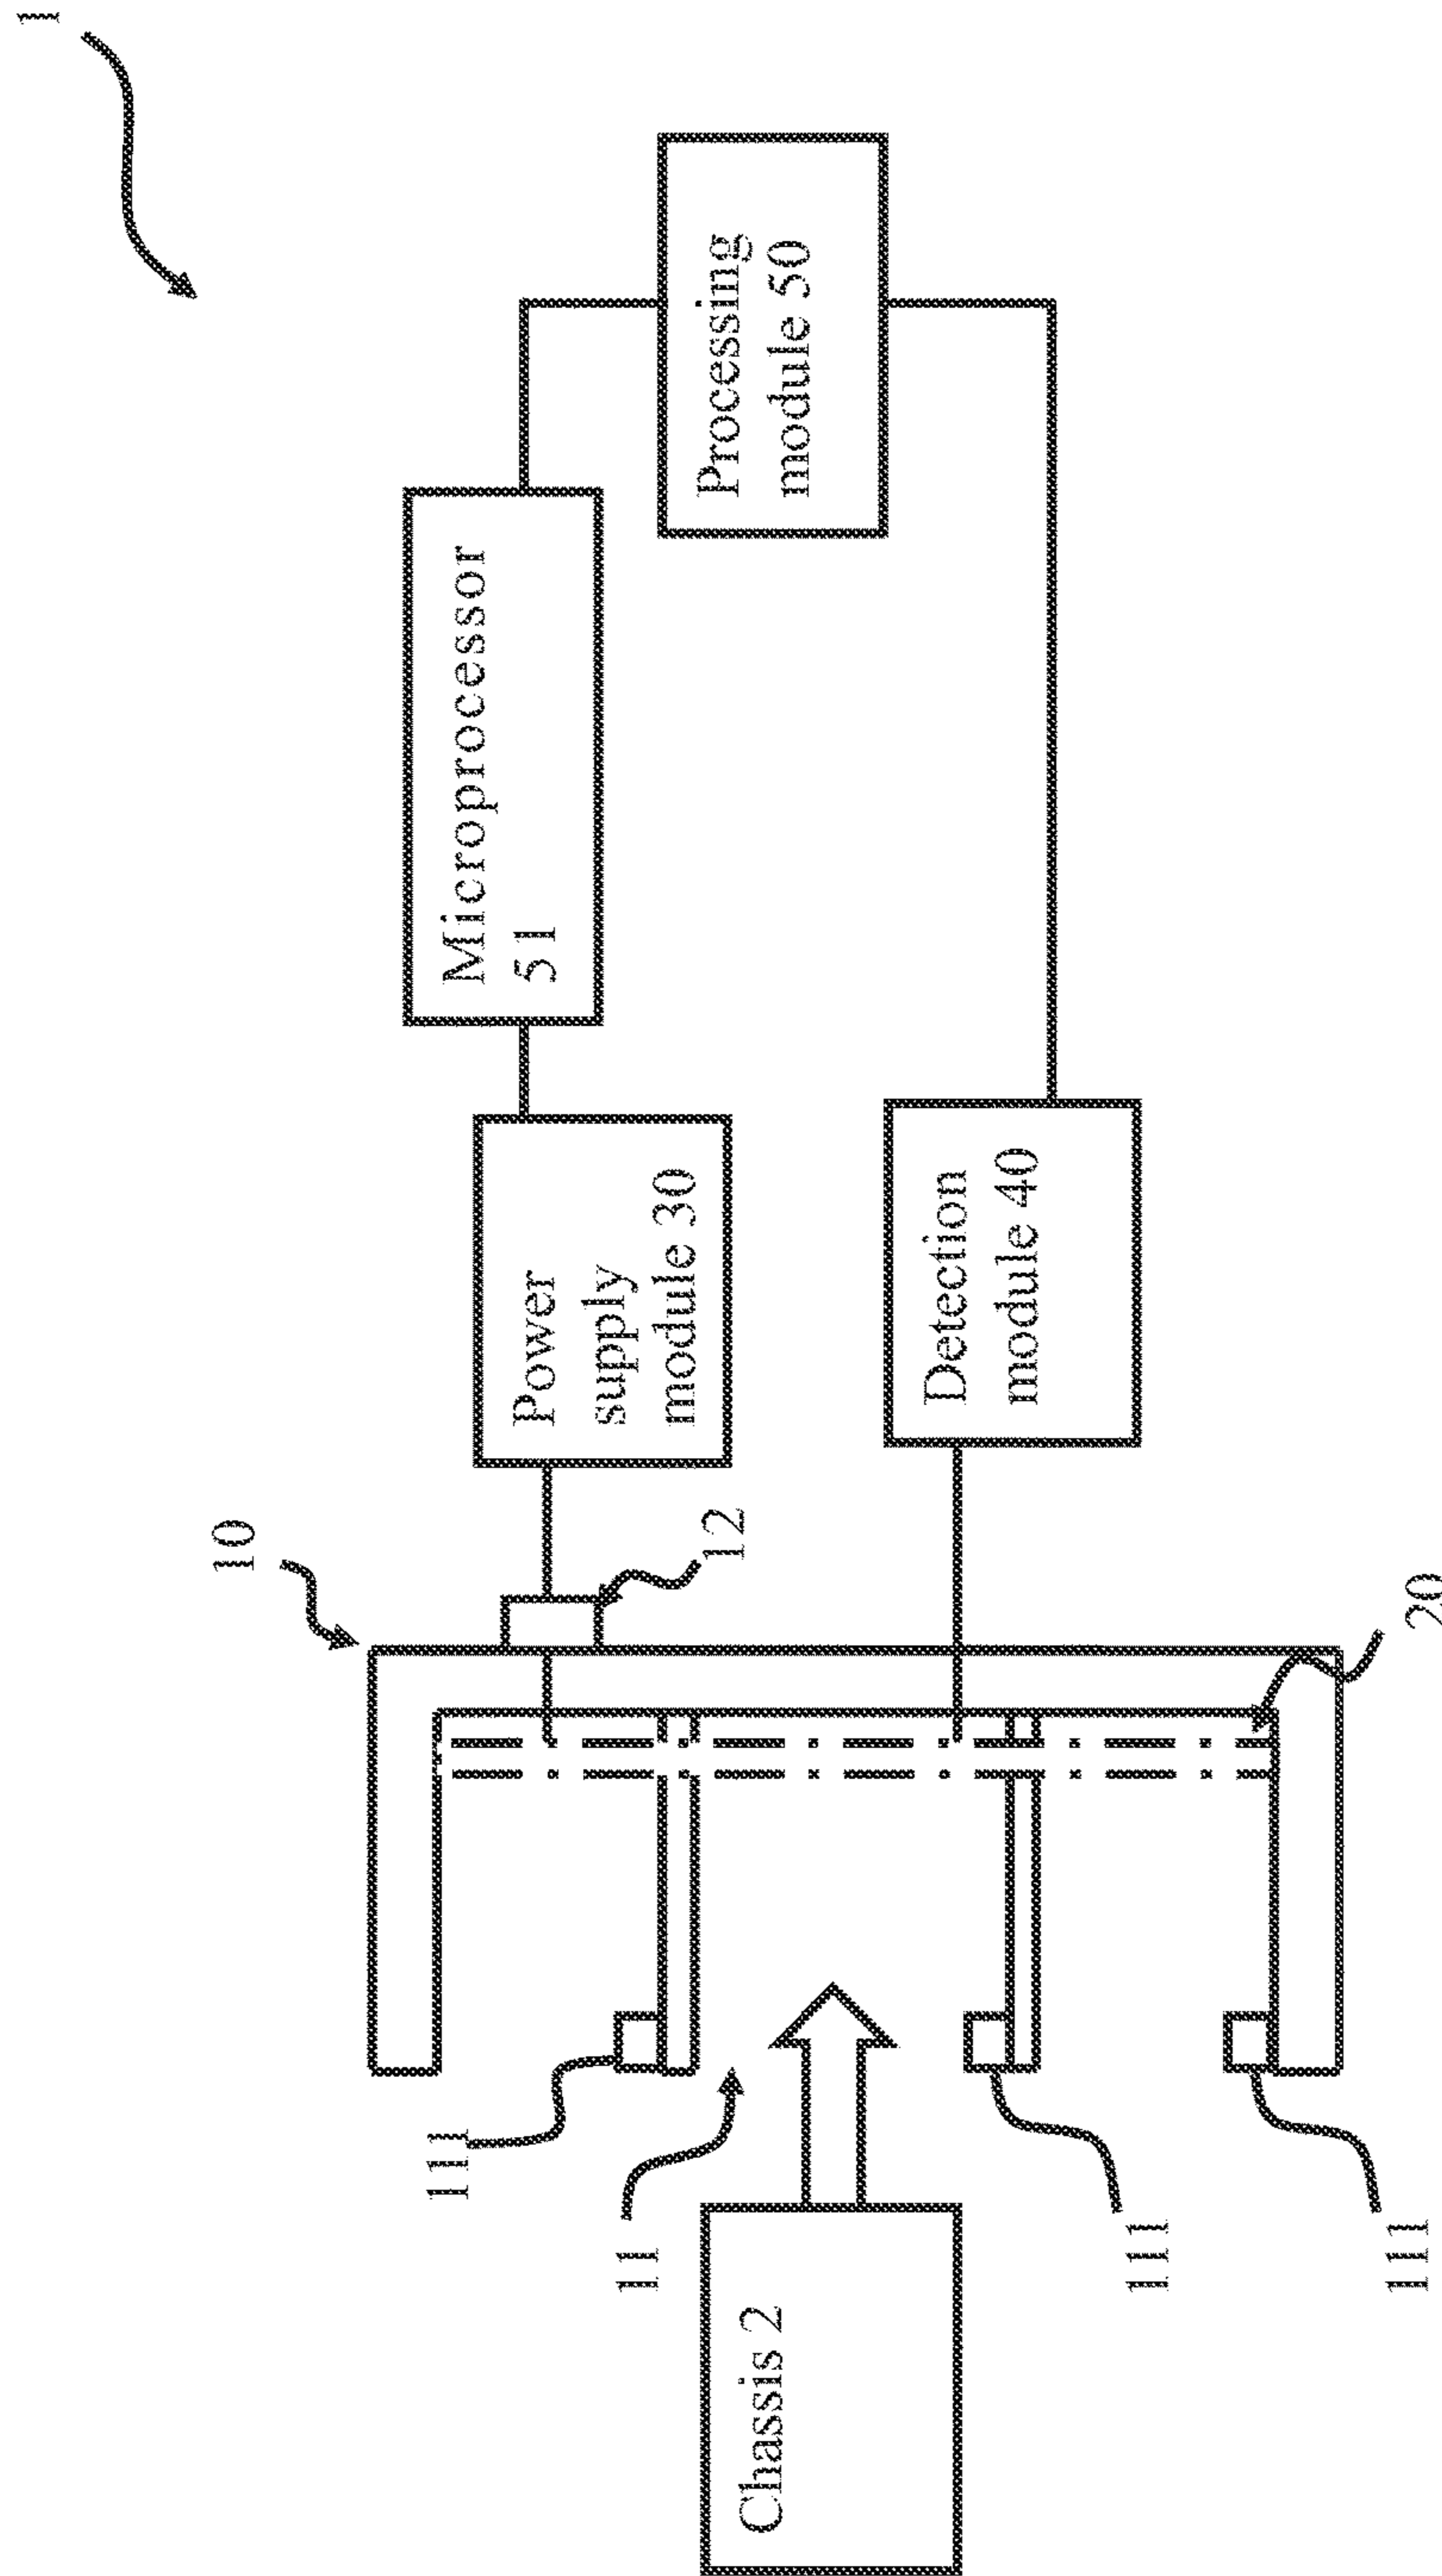 1
Processing
module 50
Microprocessor
51
Power
supply
module 30
Detection
module 40
10
12
20
111
11
111
111
Chassis 2